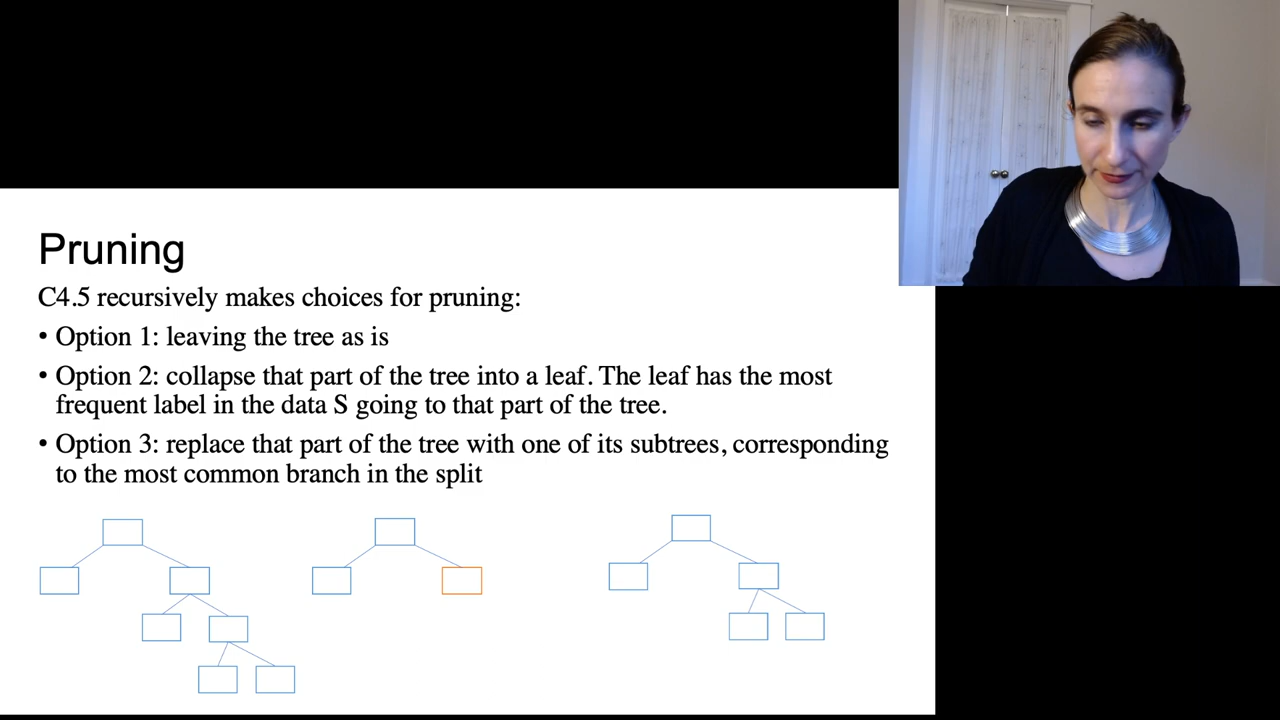 Pruning
C4.5 recursively makes choices for pruning:
• Option 1: leaving the tree as is
• Option 2: collapse that part of the tree into a leaf. The leaf has the most
frequent label in the data S going to that part of the tree.
• Option 3: replace that part of the tree with one of its subtrees, corresponding
to the most common branch in the split